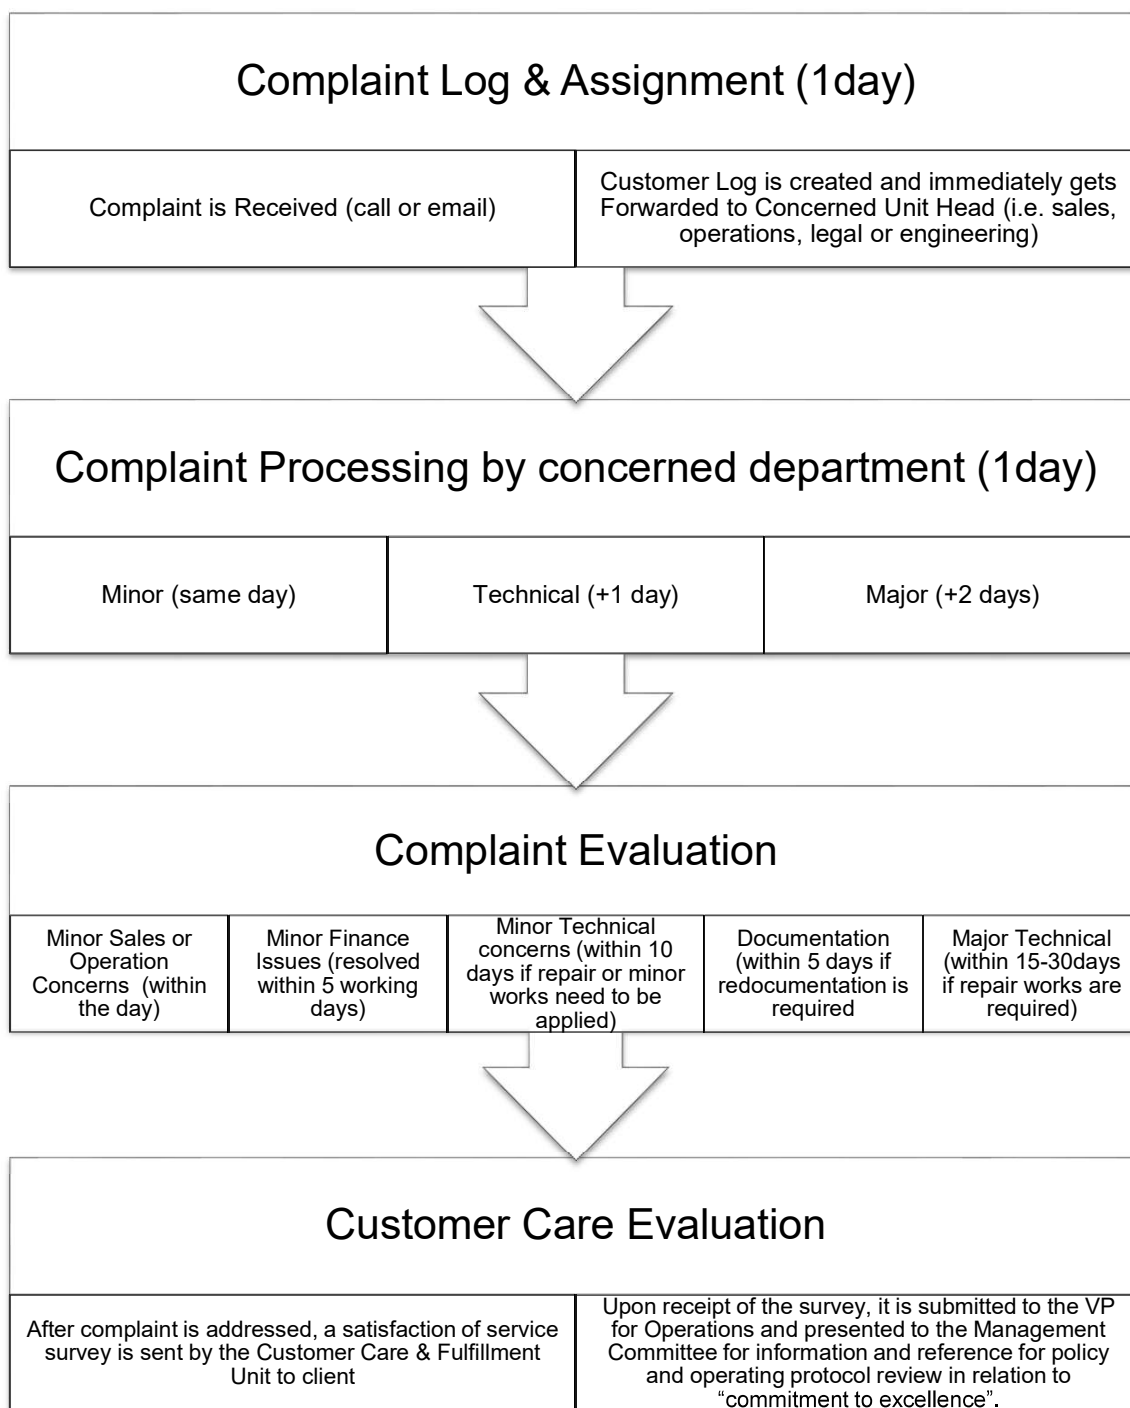 Complaint Log & Assignment (1day)
Complaint is Received (call or email)
Customer Log is created and immediately gets
Forwarded to Concerned Unit Head (i.e. sales,
operations, legal or engineering)
Complaint Processing by concerned department (1day)
Minor (same day)
Technical (+1 day)
Major (+2 days)
Complaint Evaluation
Minor Sales or
Operation
Concerns (within
the day)
Minor Finance
Issues (resolved
within 5 working
days)
Minor Technical
concerns (within 10
days if repair or minor
works need to be
applied)
Documentation
(within 5 days if
redocumentation is
required
Major Technical
(within 15-30days
if repair works are
required)
Customer Care Evaluation
After complaint is addressed, a satisfaction of service
survey is sent by the Customer Care & Fulfillment
Unit to client
Upon receipt of the survey, it is submitted to the VP
for Operations and presented to the Management
Committee for information and reference for policy
and operating protocol review in relation to
“commitment to excellence”.